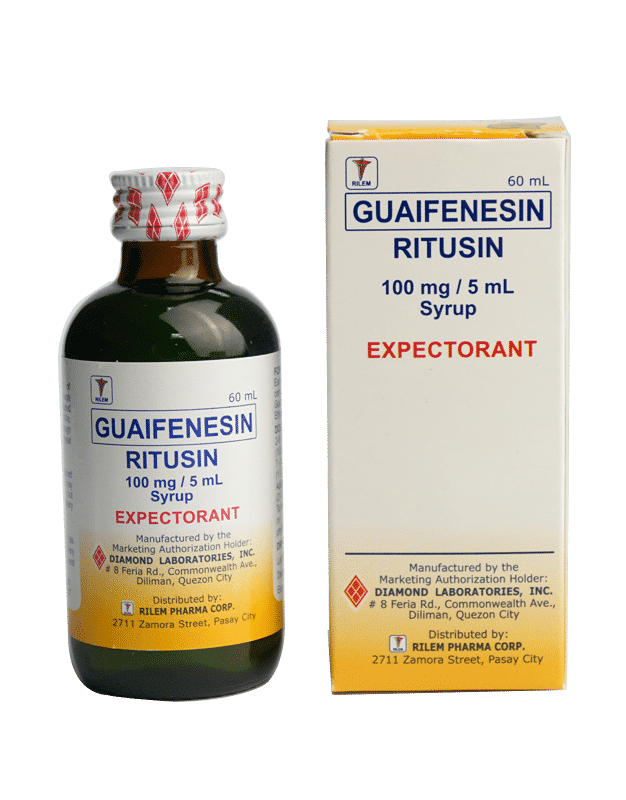 RILEM
60 mL
GUAIFENESIN
RITUSIN
100 mg / 5 mL
Syrup
EXPECTORANT
Manufactured by the
Marketing Authorization Holder:
DIAMOND LABORATORIES, INC.
# 8 Feria Rd., Commonwealth Ave.,
Diliman, Quezon City
Distributed by:
RILEM
RILEM PHARMA CORP.
2711 Zamora Street, Pasay City
RILEM
60 mL
GUAIFENESIN
RITUSIN
100 mg / 5 mL
Syrup
EXPECTORANT
Manufactured by the
Marketing Authorization Holder:
DIAMOND LABORATORIES, INC.
# 8 Feria Rd., Commonwealth Ave.,
Diliman, Quezon City
Distributed by:
RILEM
RILEM PHARMA CORP.
2711 Zamora Street, Pasay City